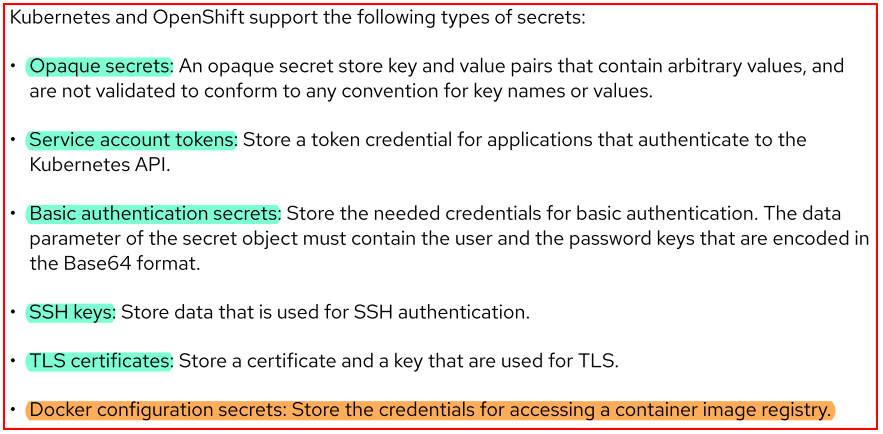 Kubernetes and OpenShift support the following types of secrets:
• Opaque secrets: An opaque secret store key and value pairs that contain arbitrary values, and
are not validated to conform to any convention for key names or values.
• Service account tokens: Store a token credential for applications that authenticate to the
Kubernetes API.
• Basic authentication secrets: Store the needed credentials for basic authentication. The data
parameter of the secret object must contain the user and the password keys that are encoded in
the Base64 format.
• SSH keys: Store data that is used for SSH authentication.
• TLS certificates: Store a certificate and a key that are used for TLS.
• Docker configuration secrets: Store the credentials for accessing a container image registry.